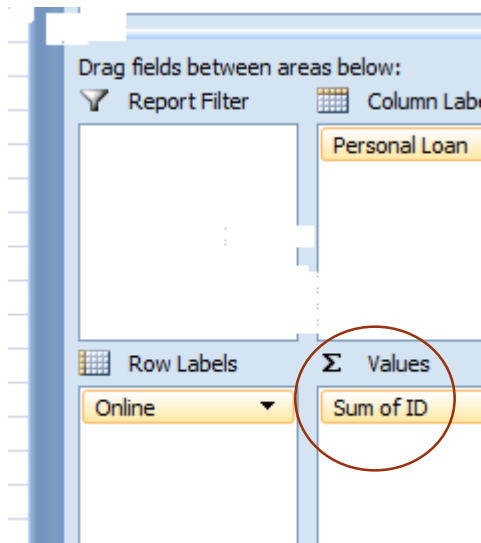 Drag fields between areas below:
Report Filter
Column Labe
Personal Loan
Row Labels
Σ Values
Online
Sum of ID